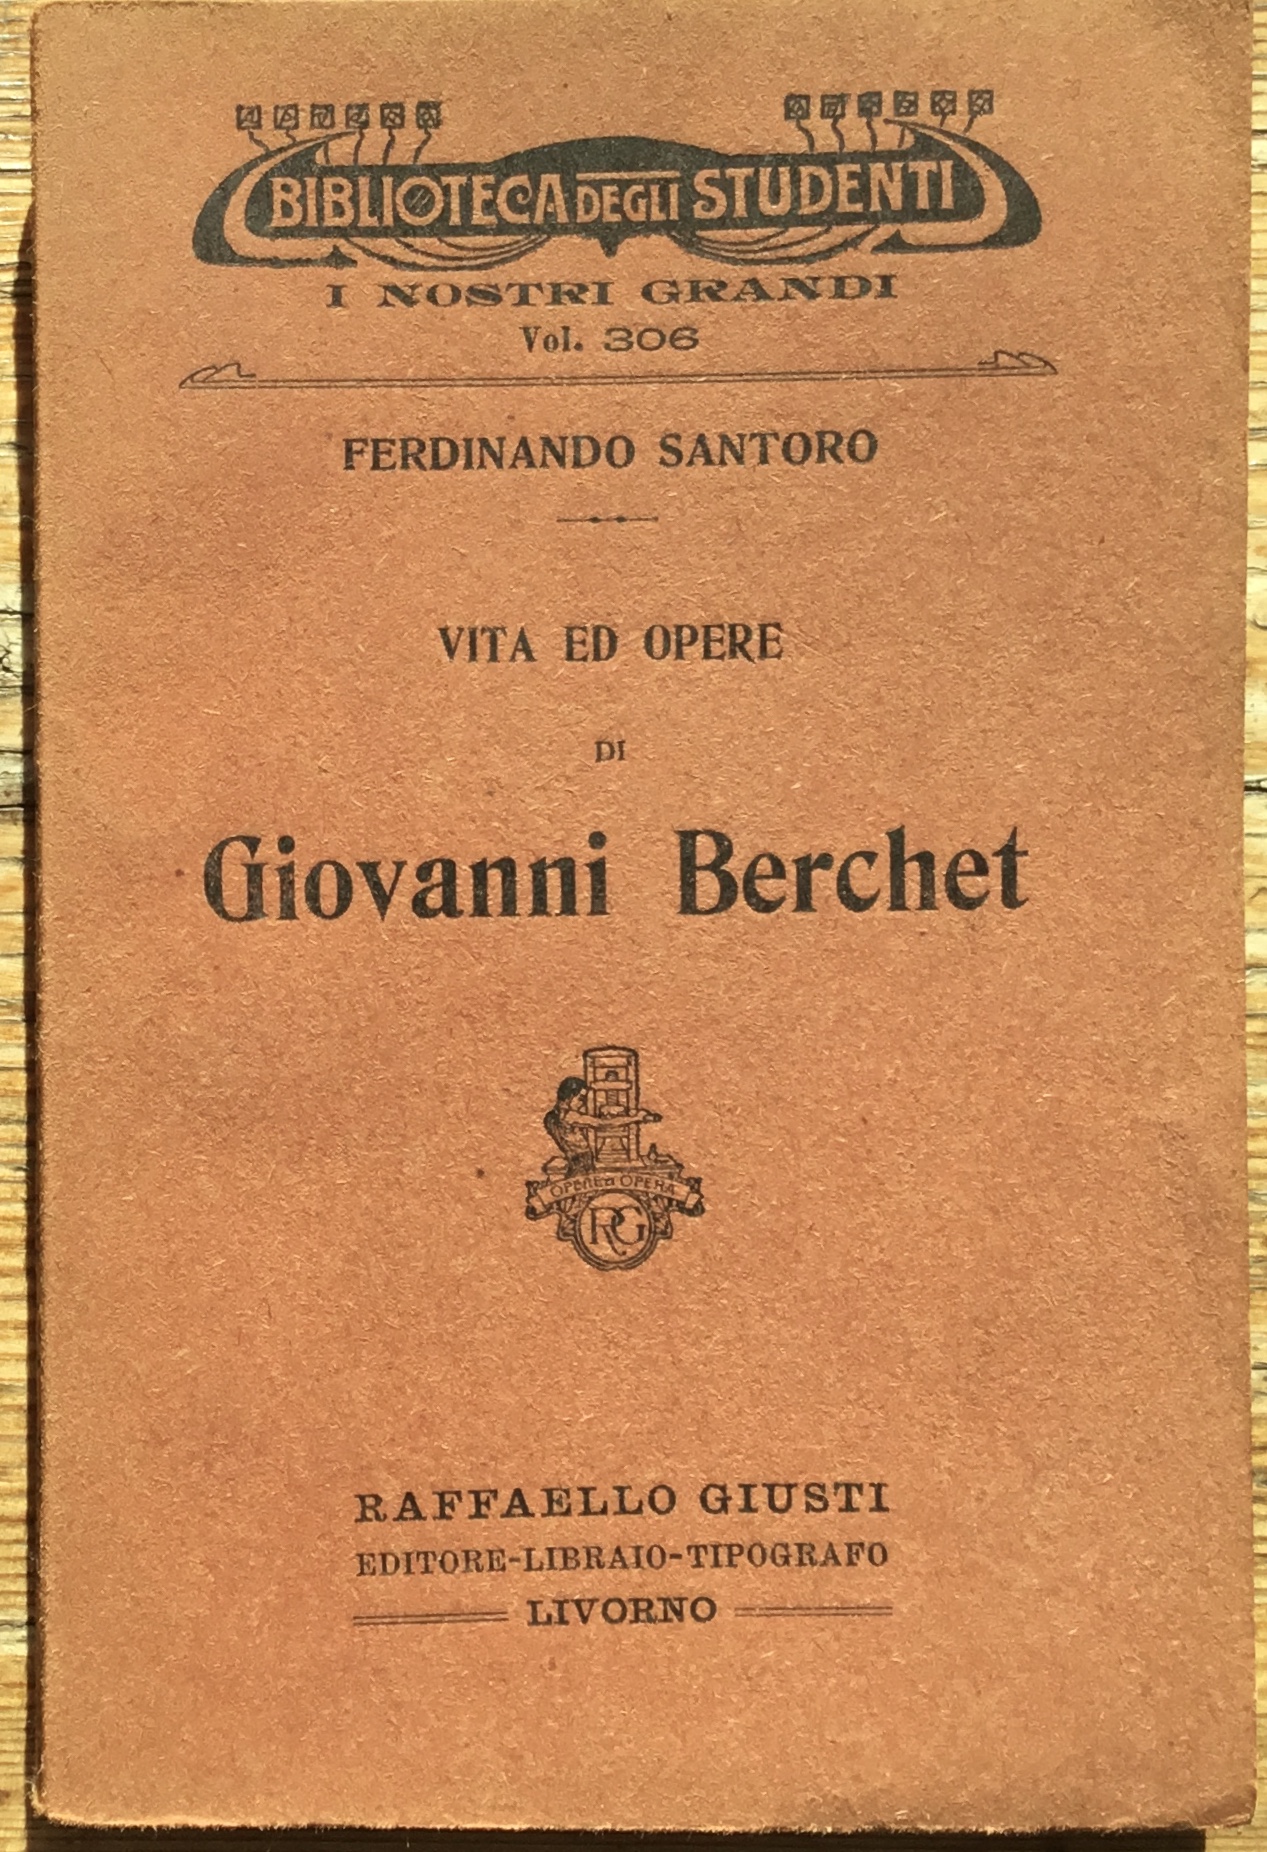 BIBLIOTECA DEGLI STUDENTI
I NOSTRI GRANDI
Vol. 306
FERDINANDO SANTORO
VITA ED OPERE
DI
Giovanni Berchet
OPERE OPERA
RG
RAFFAELLO GIUSTI
EDITORE-LIBRAIO-TIPOGRAFO
LIVORNO